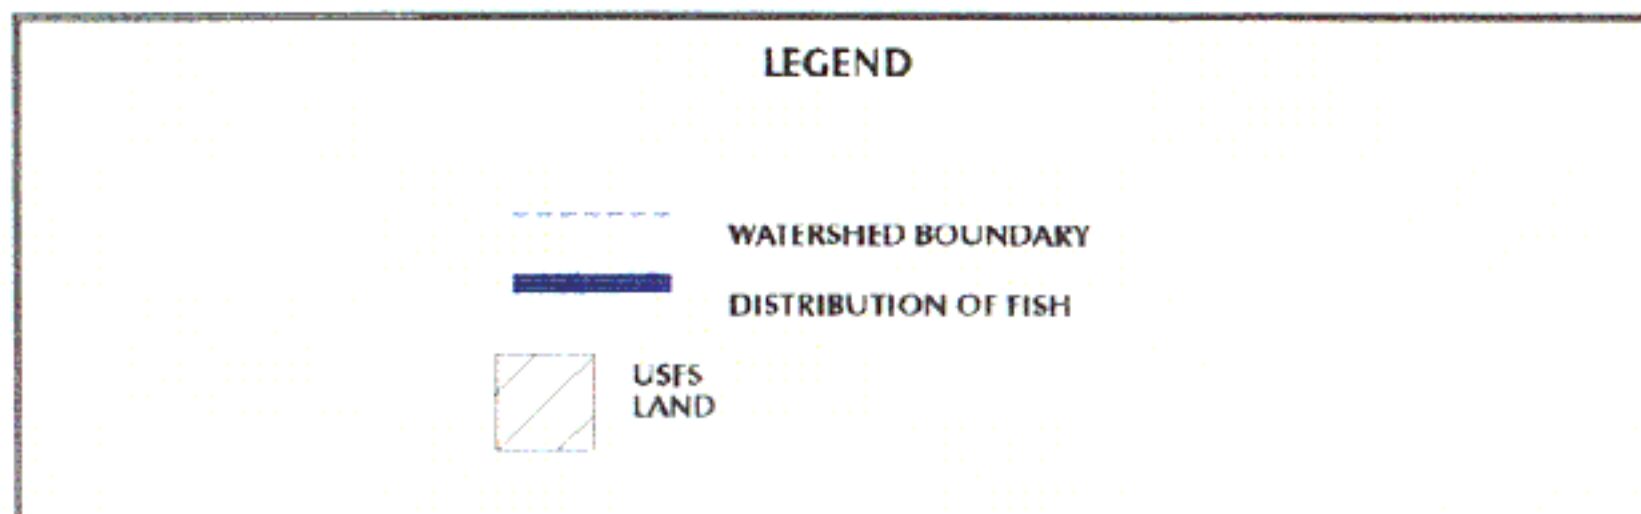 LEGEND
WATERSHED BOUNDARY
DISTRIBUTION OF FISH
USFS
LAND